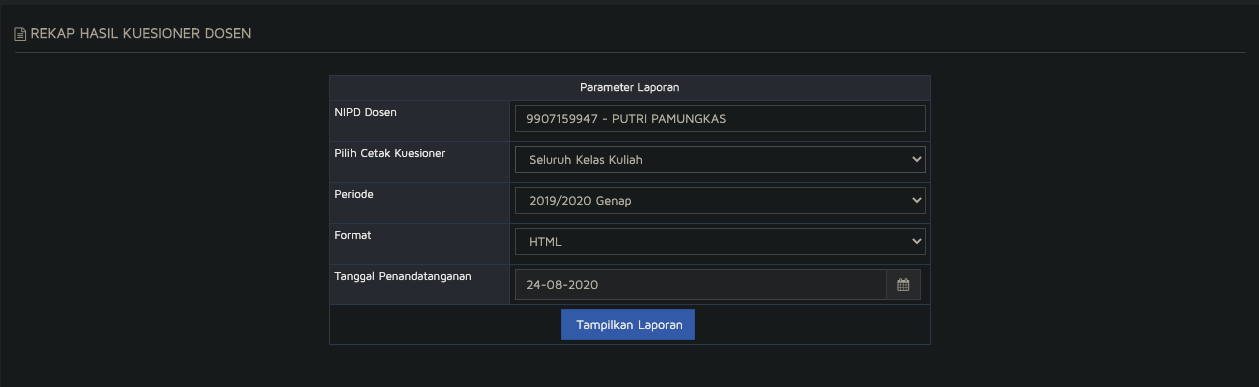 REKAP HASIL KUESIONER DOSEN
Parameter Laporan
NIPD Dosen
9907159947 - PUTRI PAMUNGKAS
Pilih Cetak Kuesioner
Seluruh Kelas Kuliah
Periode
2019/2020 Genap
Format
HTML
Tanggal Penandatanganan
24-08-2020
Tampilkan Laporan